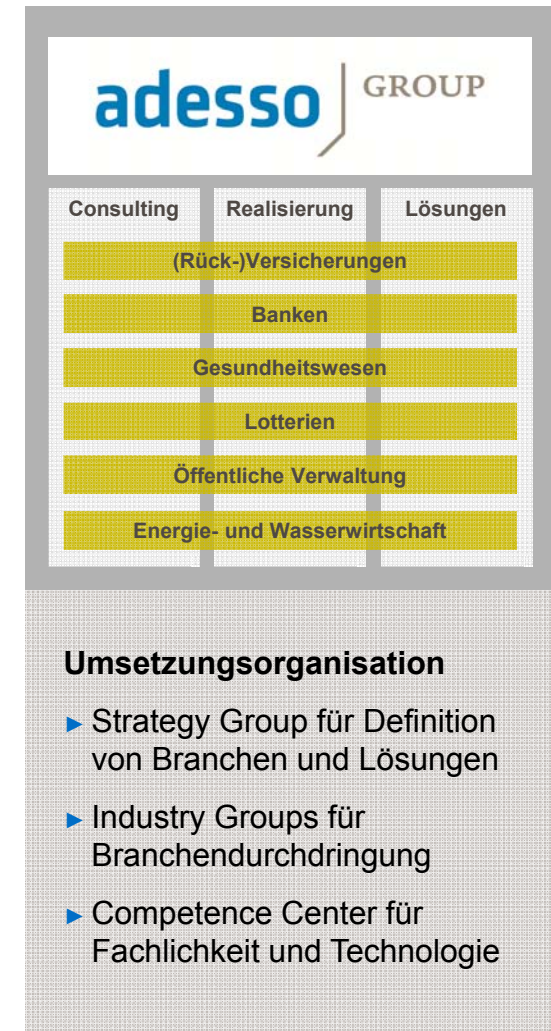 adesso GROUP
Consulting Realisierung Lösungen
(Rück-)Versicherungen
Banken
Gesundheitswesen
Lotterien
Öffentliche Verwaltung
Energie- und Wasserwirtschaft
Umsetzungsorganisation
► Strategy Group für Definition
von Branchen und Lösungen
► Industry Groups für
Branchendurchdringung
► Competence Center für
Fachlichkeit und Technologie